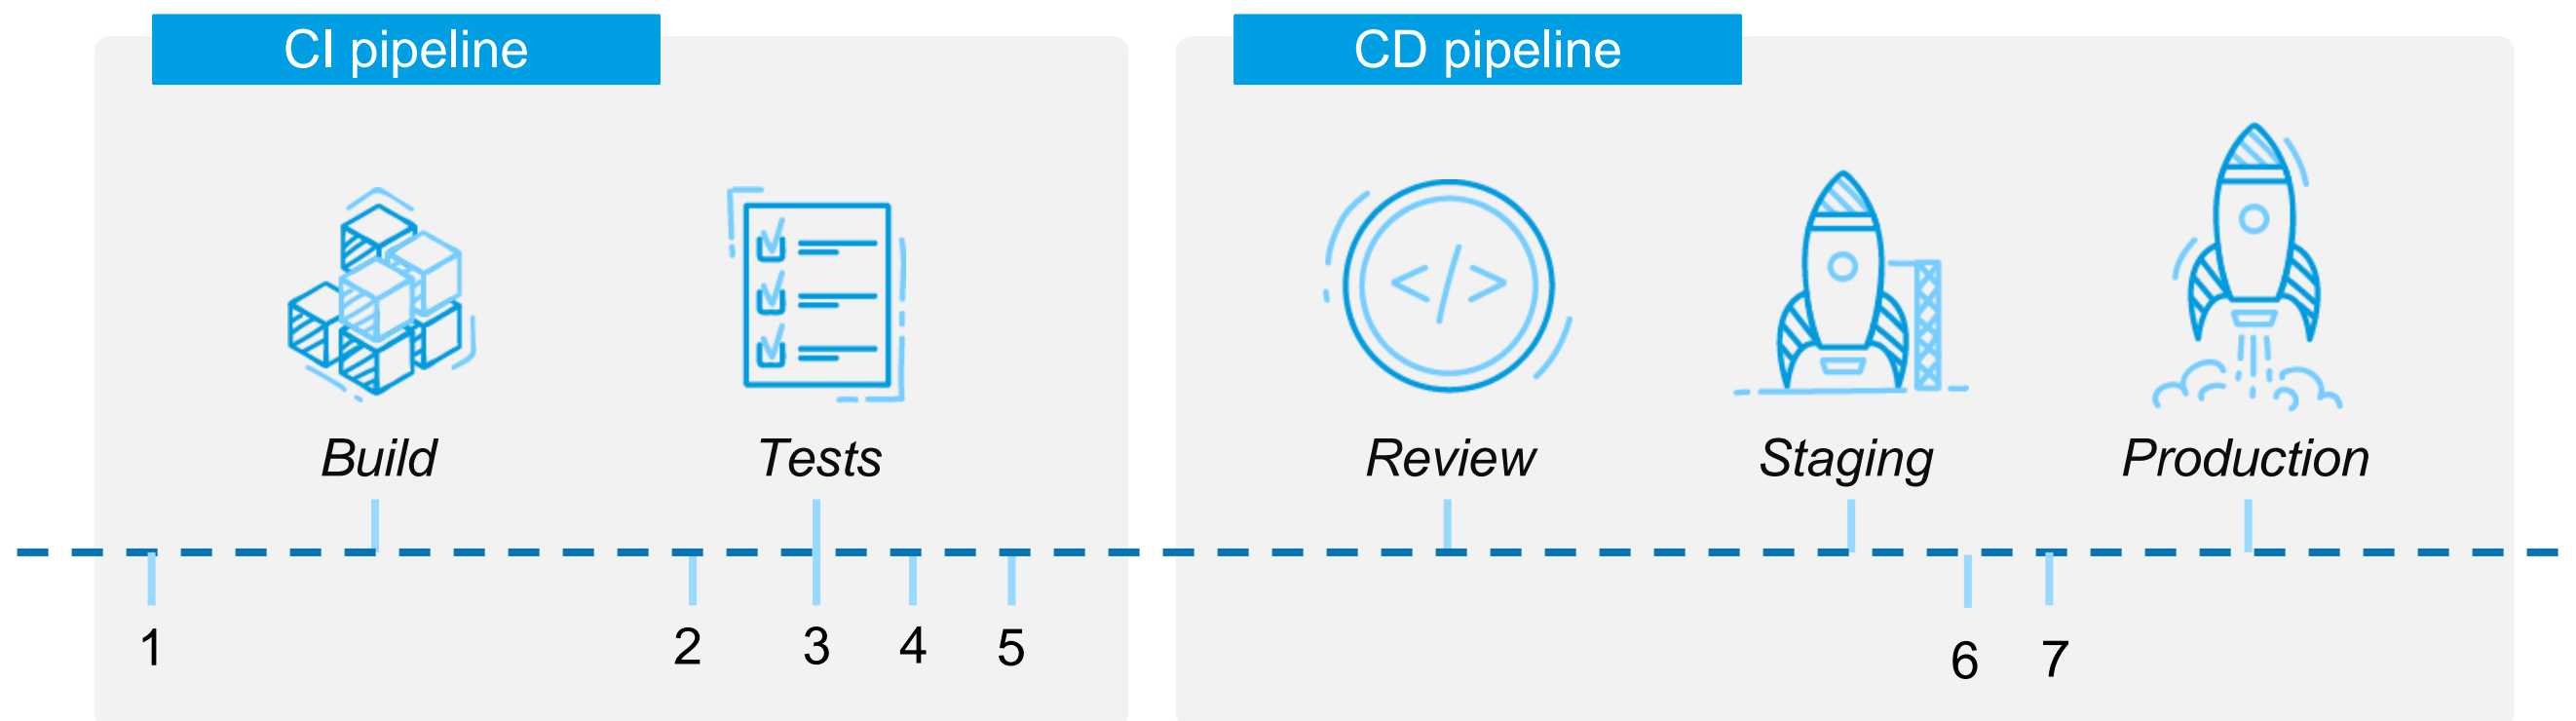 CI pipeline
CD pipeline
</>
Build
Tests
Review
Staging
Production
1
2
3
4
5
6
7